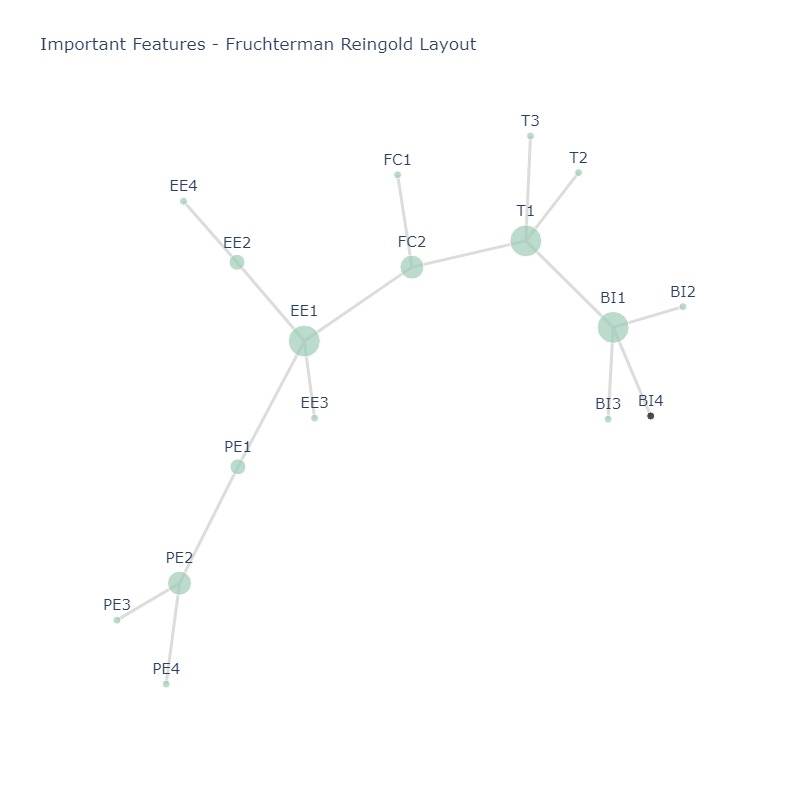 Important Features - Fruchterman Reingold Layout
T3
T2
FC1
EE4
T1
EE2
FC2
BI2
BI1
EE1
BI4
EE3
BI3
PE1
PE2
PE3
PE4